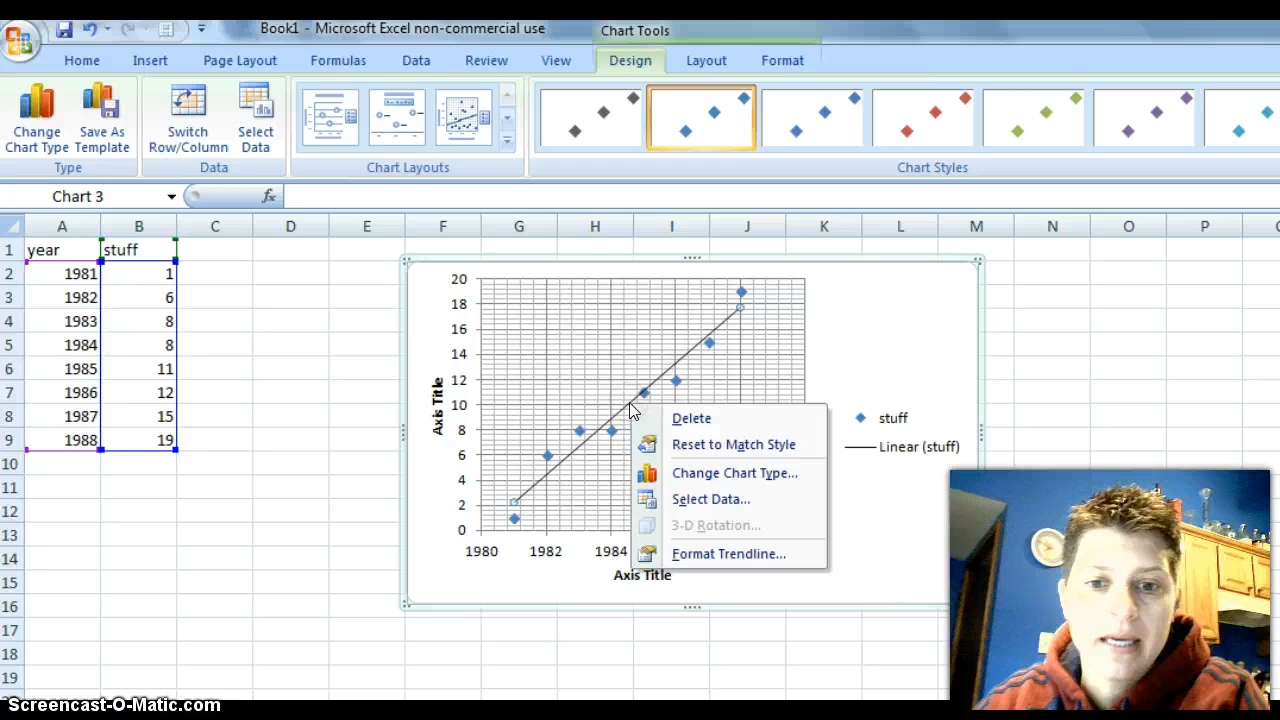 Book1 - Microsoft Excel non-commercial use
Chart Tools
Home Insert Page Layout Formulas Data Review View Design Layout Format
Change Chart Type
Save As Template
Switch Row/Column
Select Data
Type Data Chart Layouts Chart Styles
Chart 3 fx
A B C D E F G H I J K L M N O P
1 year stuff
2 1981 1
3 1982 6
4 1983 8
5 1984 8
6 1985 11
7 1986 12
8 1987 15
9 1988 19
10
11
12
13
14
15
16
17
18
19
20
18
16
14
12
10
8
6
4
2
0
Axis Title
1980 1982 1984
Axis Title
stuff
Linear (stuff)
Delete
Reset to Match Style
Change Chart Type...
Select Data...
3-D Rotation...
Format Trendline...
Screencast-O-Matic.com